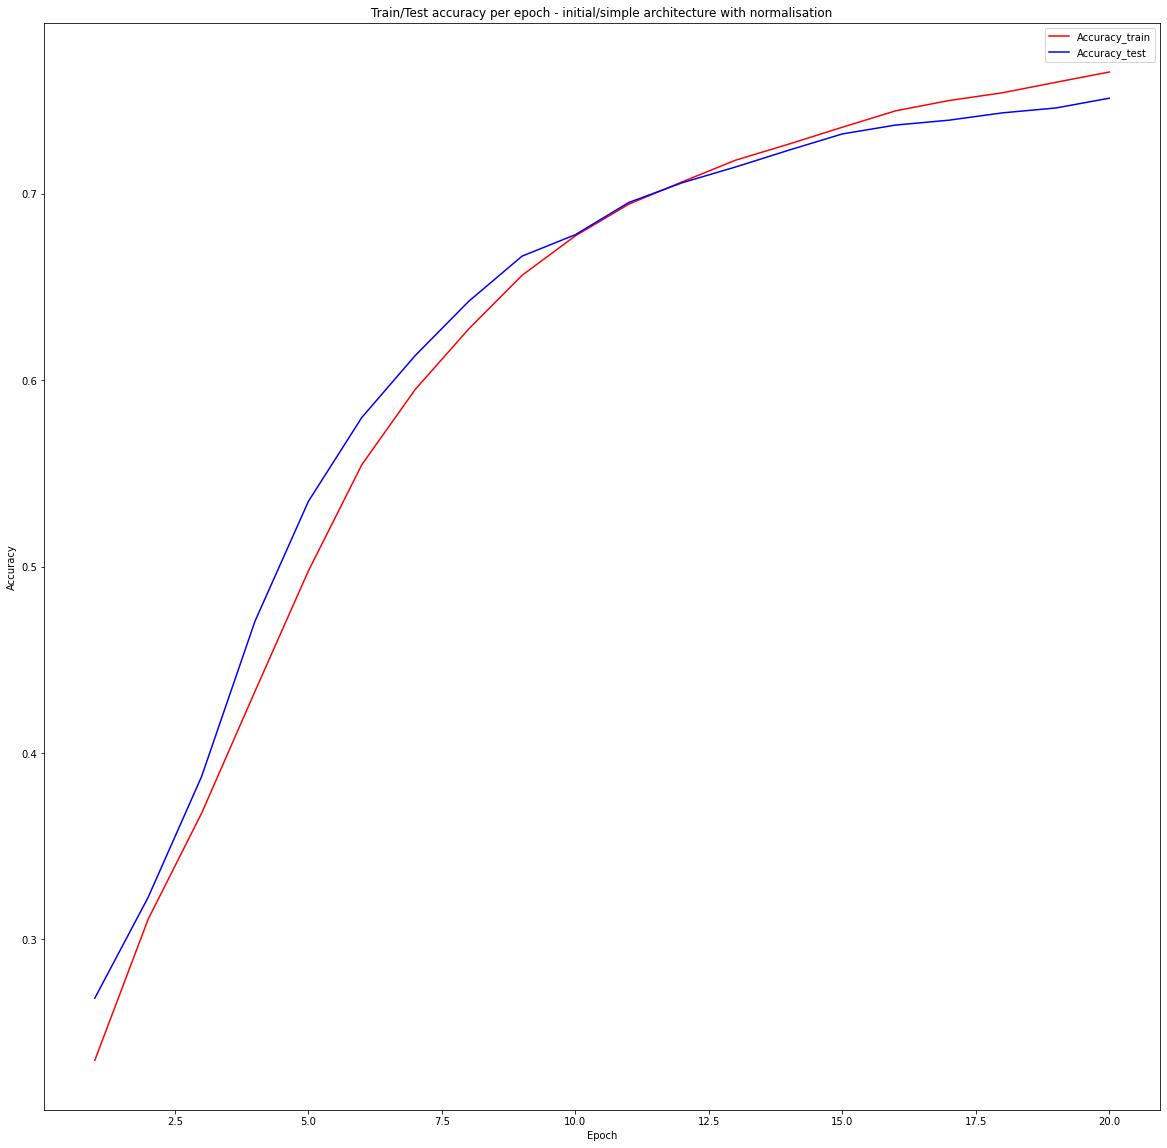 Train/Test accuracy per epoch - initial/simple architecture with normalisation
Accuracy_train
Accuracy_test
0.7
0.6
0.5
0.4
0.3
Accuracy
2.5 5.0 7.5 10.0 12.5 15.0 17.5 20.0
Epoch